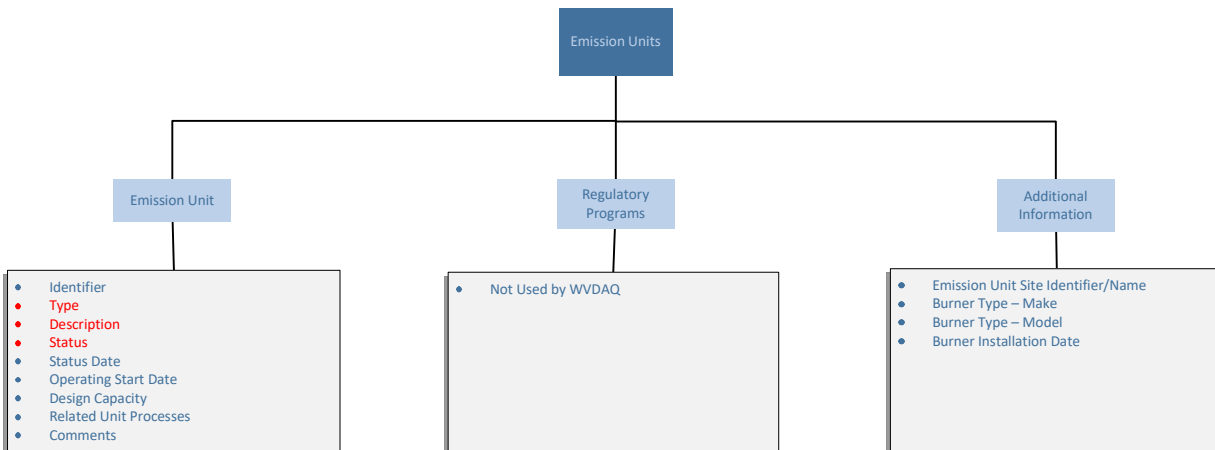 Emission Units
Emission Unit
Regulatory
Programs
Additional
Information
• Identifier
• Type
• Description
• Status
• Status Date
• Operating Start Date
• Design Capacity
• Related Unit Processes
• Comments
• Not Used by WVDAQ
• Emission Unit Site Identifier/Name
• Burner Type – Make
• Burner Type – Model
• Burner Installation Date